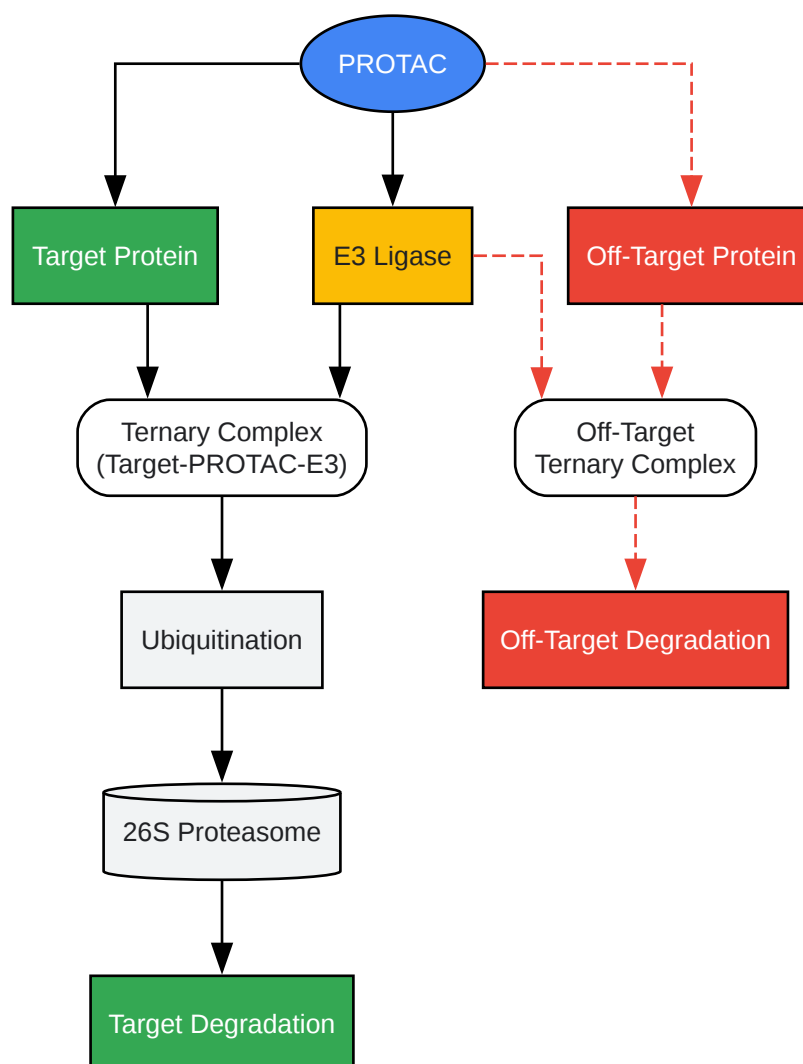 PROTAC
Target Protein
E3 Ligase
Off-Target Protein
Ternary Complex
(Target-PROTAC-E3)
Off-Target
Ternary Complex
Ubiquitination
Off-Target Degradation
26S Proteasome
Target Degradation